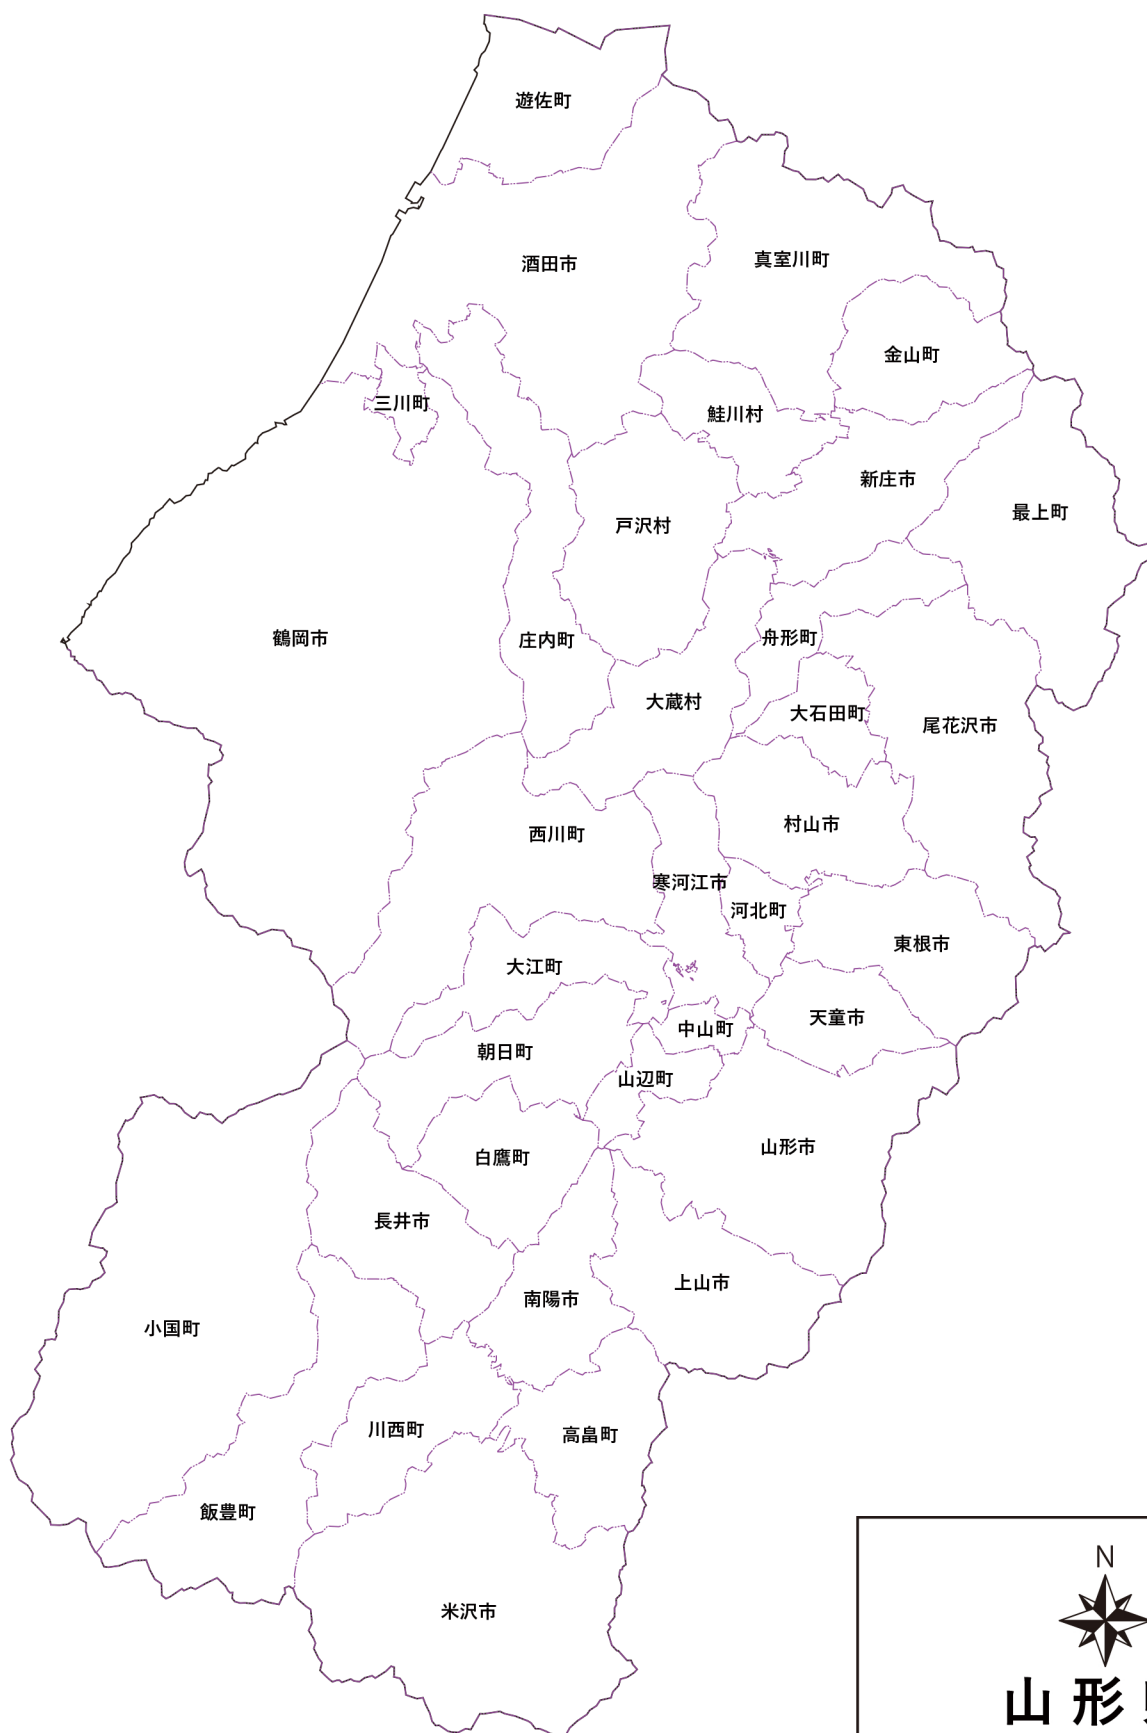 遊佐町
酒田市
真室川町
金山町
三川町
鮭川村
新庄市
最上町
戸沢村
鶴岡市
庄内町
舟形町
大蔵村
大石田町
尾花沢市
村山市
西川町
寒河江市
河北町
東根市
大江町
天童市
中山町
朝日町
山辺町
山形市
白鷹町
長井市
上山市
南陽市
小国町
川西町
高畠町
飯豊町
米沢市
N
山形